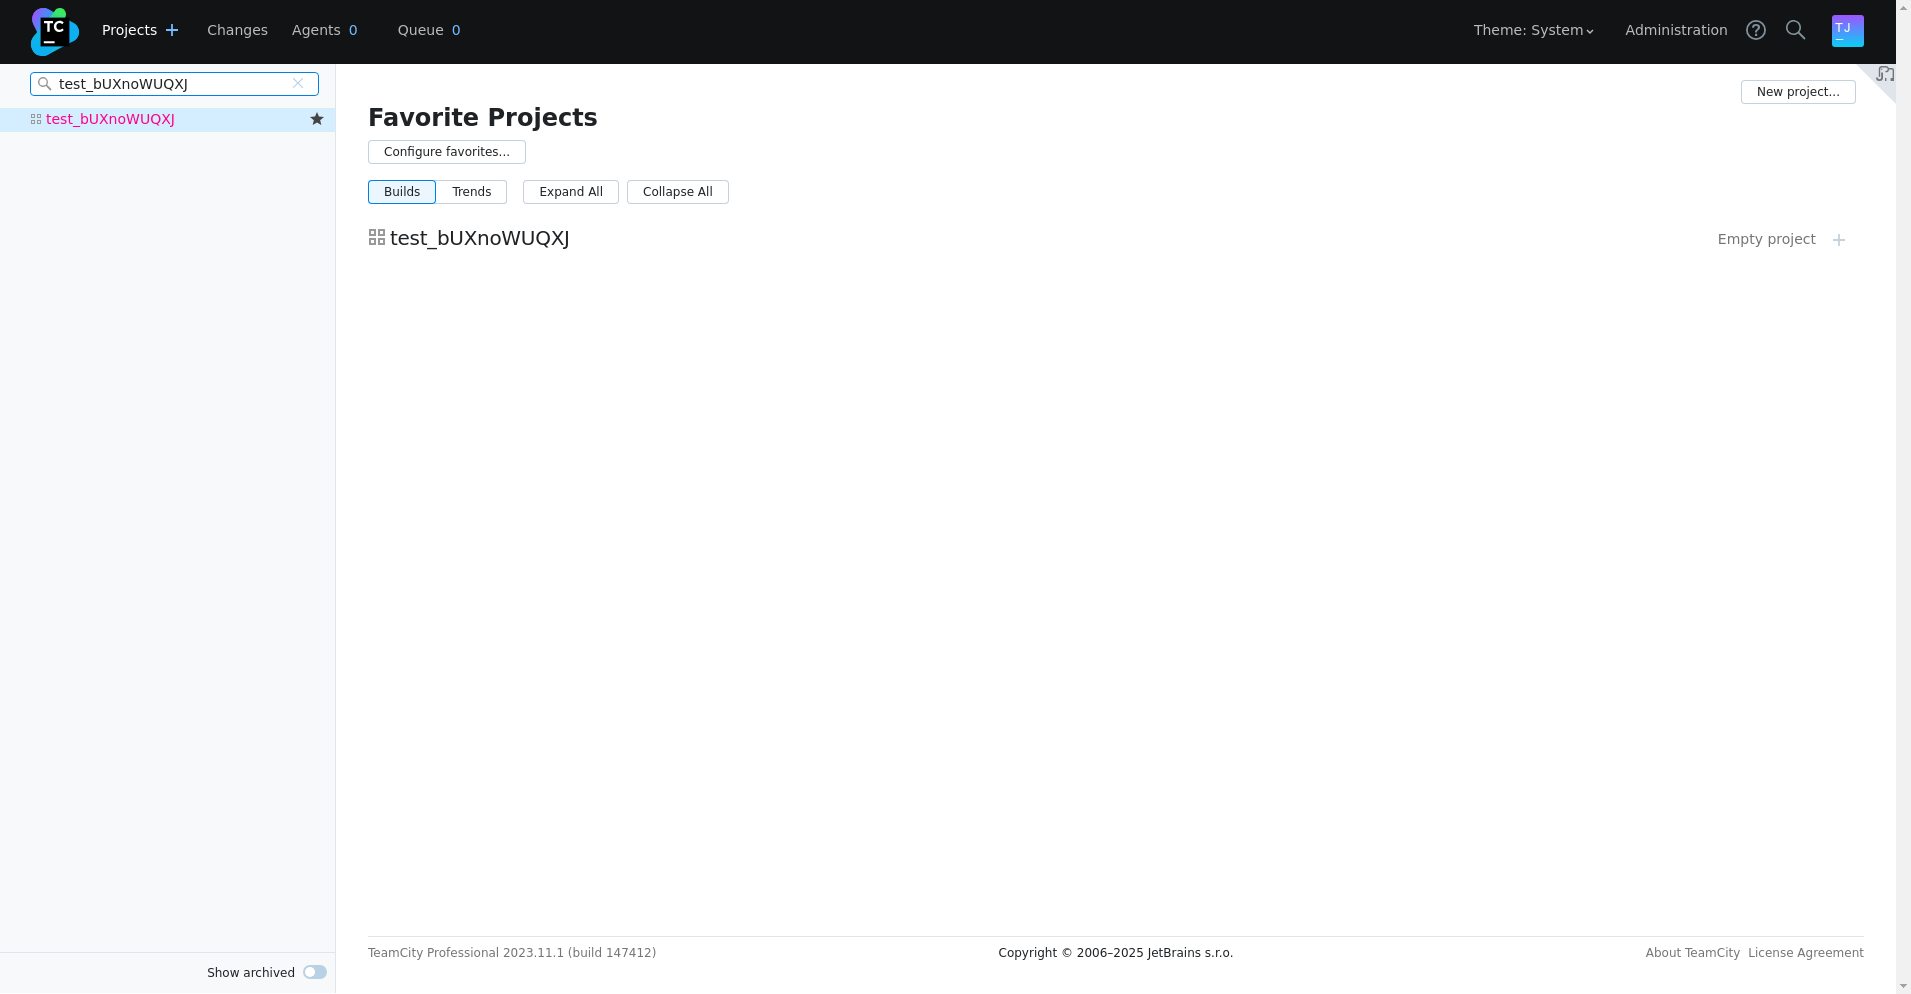 TC
Projects Changes Agents 0 Queue 0 Theme: System Administration TJ
test_bUXnoWUQXJ
test_bUXnoWUQXJ
New project...
Favorite Projects
Configure favorites...
Builds Trends Expand All Collapse All
test_bUXnoWUQXJ Empty project
Show archived
TeamCity Professional 2023.11.1 (build 147412) Copyright © 2006–2025 JetBrains s.r.o. About TeamCity License Agreement